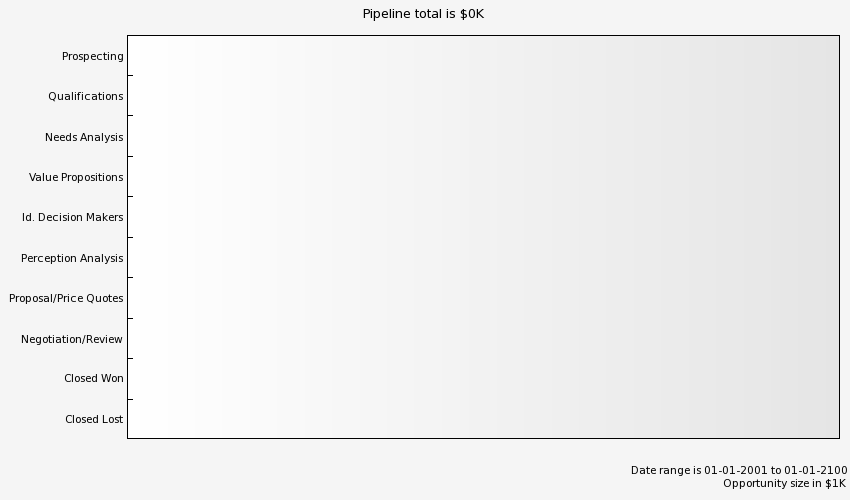 Pipeline total is $0K
Prospecting
Qualifications
Needs Analysis
Value Propositions
Id. Decision Makers
Perception Analysis
Proposal/Price Quotes
Negotiation/Review
Closed Won
Closed Lost
Date range is 01-01-2001 to 01-01-2100
Opportunity size in $1K